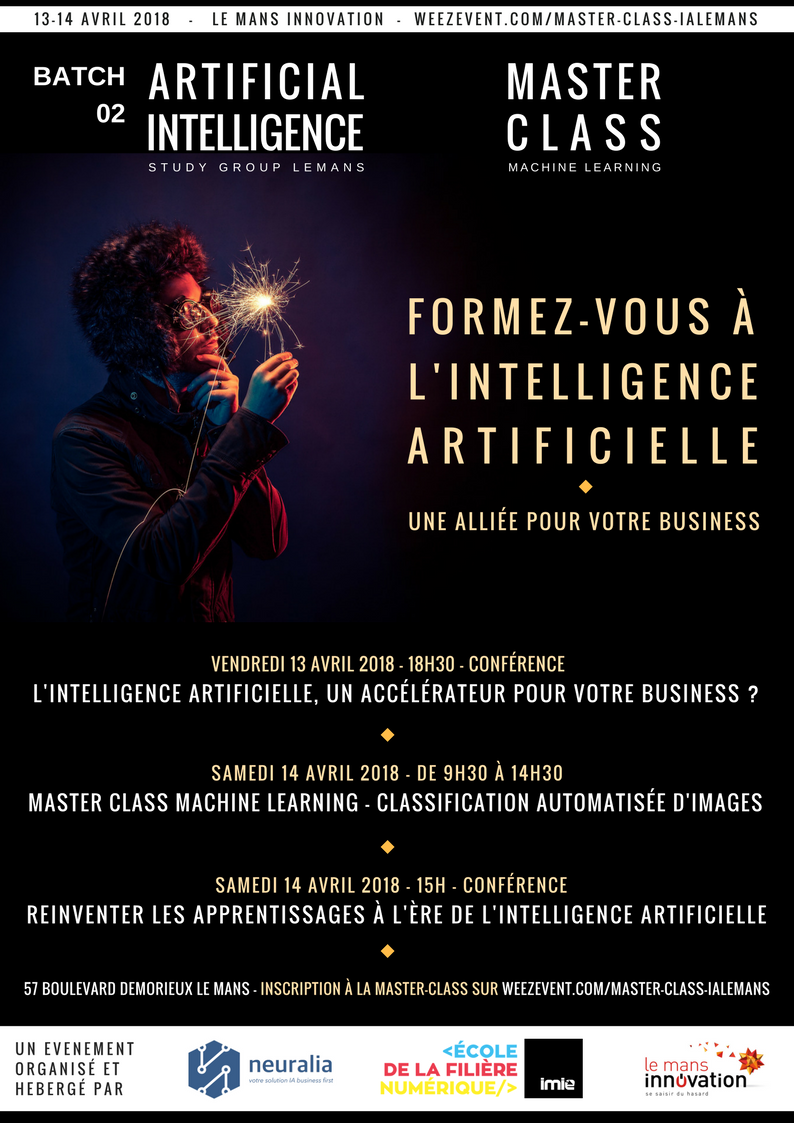 13-14 AVRIL 2018 - LE MANS INNOVATION - WEEZEVENT.COM/MASTER-CLASS-IALEMANS
BATCH
02
ARTIFICIAL
INTELLIGENCE
STUDY GROUP LEMANS
MASTER
CLASS
MACHINE LEARNING
FORMEZ-VOUS À
L'INTELLIGENCE
ARTIFICIELLE
UNE ALLIÉE POUR VOTRE BUSINESS
VENDREDI 13 AVRIL 2018 - 18H30 - CONFÉRENCE
L'INTELLIGENCE ARTIFICIELLE, UN ACCÉLÉRATEUR POUR VOTRE BUSINESS ?
SAMEDI 14 AVRIL 2018 - DE 9H30 À 14H30
MASTER CLASS MACHINE LEARNING - CLASSIFICATION AUTOMATISÉE D'IMAGES
SAMEDI 14 AVRIL 2018 - 15H - CONFÉRENCE
REINVENTER LES APPRENTISSAGES À L'ÈRE DE L'INTELLIGENCE ARTIFICIELLE
57 BOULEVARD DEMORIEUX LE MANS - INSCRIPTION À LA MASTER-CLASS SUR WEEZEVENT.COM/MASTER-CLASS-IALEMANS
UN EVENEMENT
ORGANISÉ ET
HEBERGÉ PAR
neuralia
votre solution IA business first
<ÉCOLE
DE LA FILIÈRE
NUMÉRIQUE/>
imie
le mans
innovation
se saisir du hasard